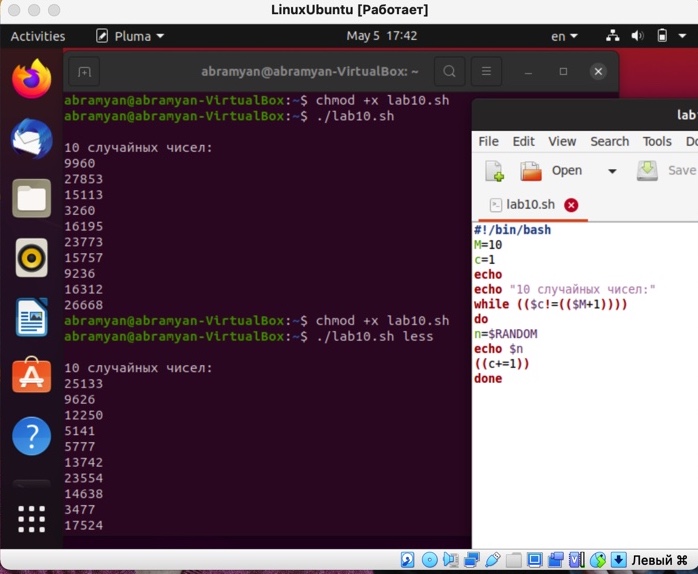 LinuxUbuntu [Работает]
Activities Pluma May 5 17:42 en
abramyan@abramyan-VirtualBox: ~
abramyan@abramyan-VirtualBox:~$ chmod +x lab10.sh
abramyan@abramyan-VirtualBox:~$ ./lab10.sh
10 случайных чисел:
9960
27853
15113
3260
16195
23773
15757
9236
16312
26668
abramyan@abramyan-VirtualBox:~$ chmod +x lab10.sh
abramyan@abramyan-VirtualBox:~$ ./lab10.sh less
10 случайных чисел:
25133
9626
12250
5141
5777
13742
23554
14638
3477
17524
lab
File Edit View Search Tools Do
Open Save
lab10.sh
#!/bin/bash
M=10
c=1
echo
echo "10 случайных чисел:"
while (($c!=(($M+1))))
do
n=$RANDOM
echo $n
((c+=1))
done
Левый ⌘